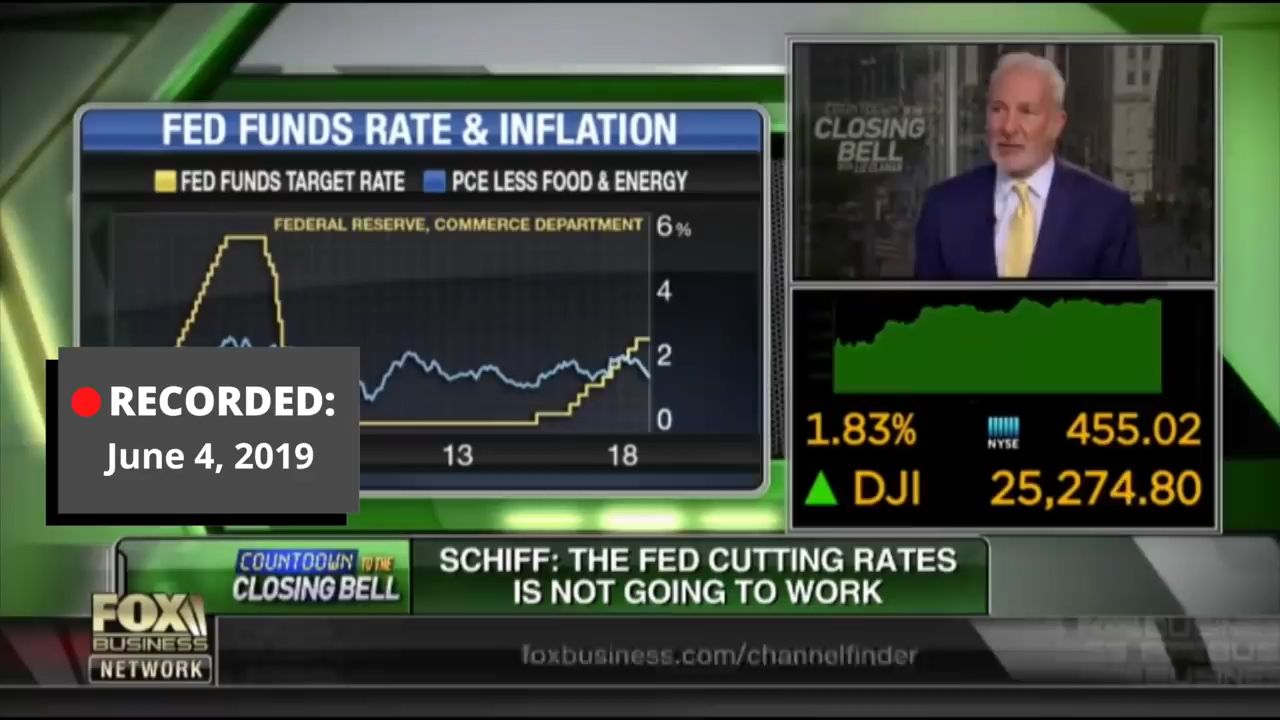 FED FUNDS RATE & INFLATION
FED FUNDS TARGET RATE PCE LESS FOOD & ENERGY
FEDERAL RESERVE, COMMERCE DEPARTMENT
6%
4
2
0
13 18
RECORDED:
June 4, 2019
COUNTDOWN
CLOSING
BELL
1.83% NYSE 455.02
DJI 25,274.80
COUNTDOWN TO THE
CLOSING BELL
SCHIFF: THE FED CUTTING RATES
IS NOT GOING TO WORK
FOX
BUSINESS
NETWORK
foxbusiness.com/channelfinder